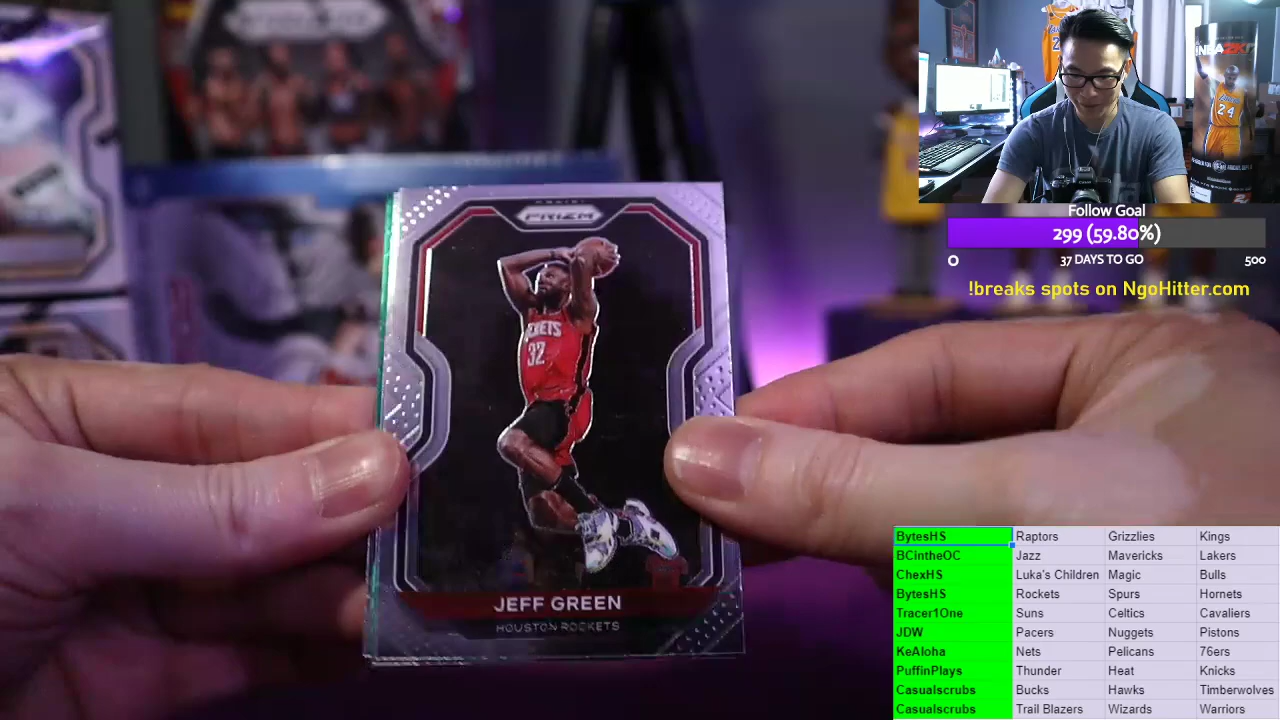 NBA2K17
24
Follow Goal
299 (59.80%)
0 37 DAYS TO GO 500
!breaks spots on NgoHitter.com
PANINI
PRIZM
32
JEFF GREEN
HOUSTON ROCKETS
BytesHS Raptors Grizzlies Kings
BCIntheOC Jazz Mavericks Lakers
ChexHS Luka's Children Magic Bulls
BytesHS Rockets Spurs Hornets
Tracer1One Suns Celtics Cavaliers
JDW Pacers Nuggets Pistons
KeAloha Nets Pelicans 76ers
PuffinPlays Thunder Heat Knicks
Casualscrubs Bucks Hawks Timberwolves
Casualscrubs Trail Blazers Wizards Warriors